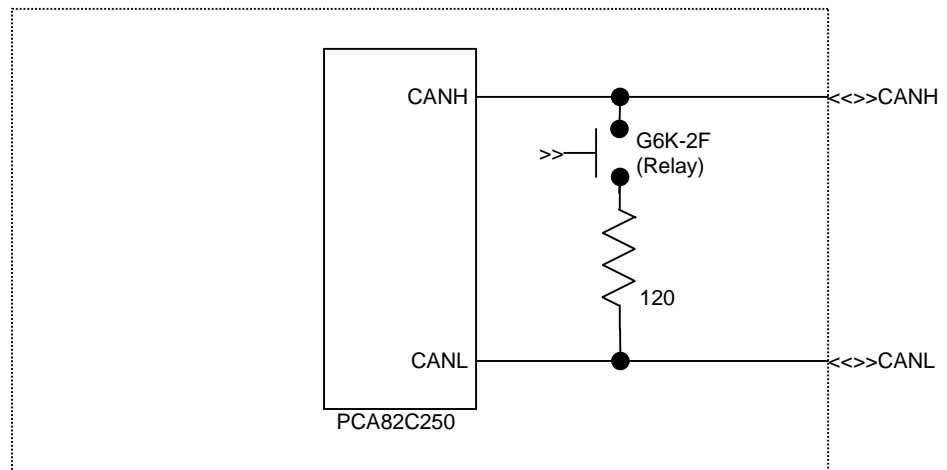 CANH
<<>>CANH
>>
G6K-2F
(Relay)
120
CANL
<<>>CANL
PCA82C250